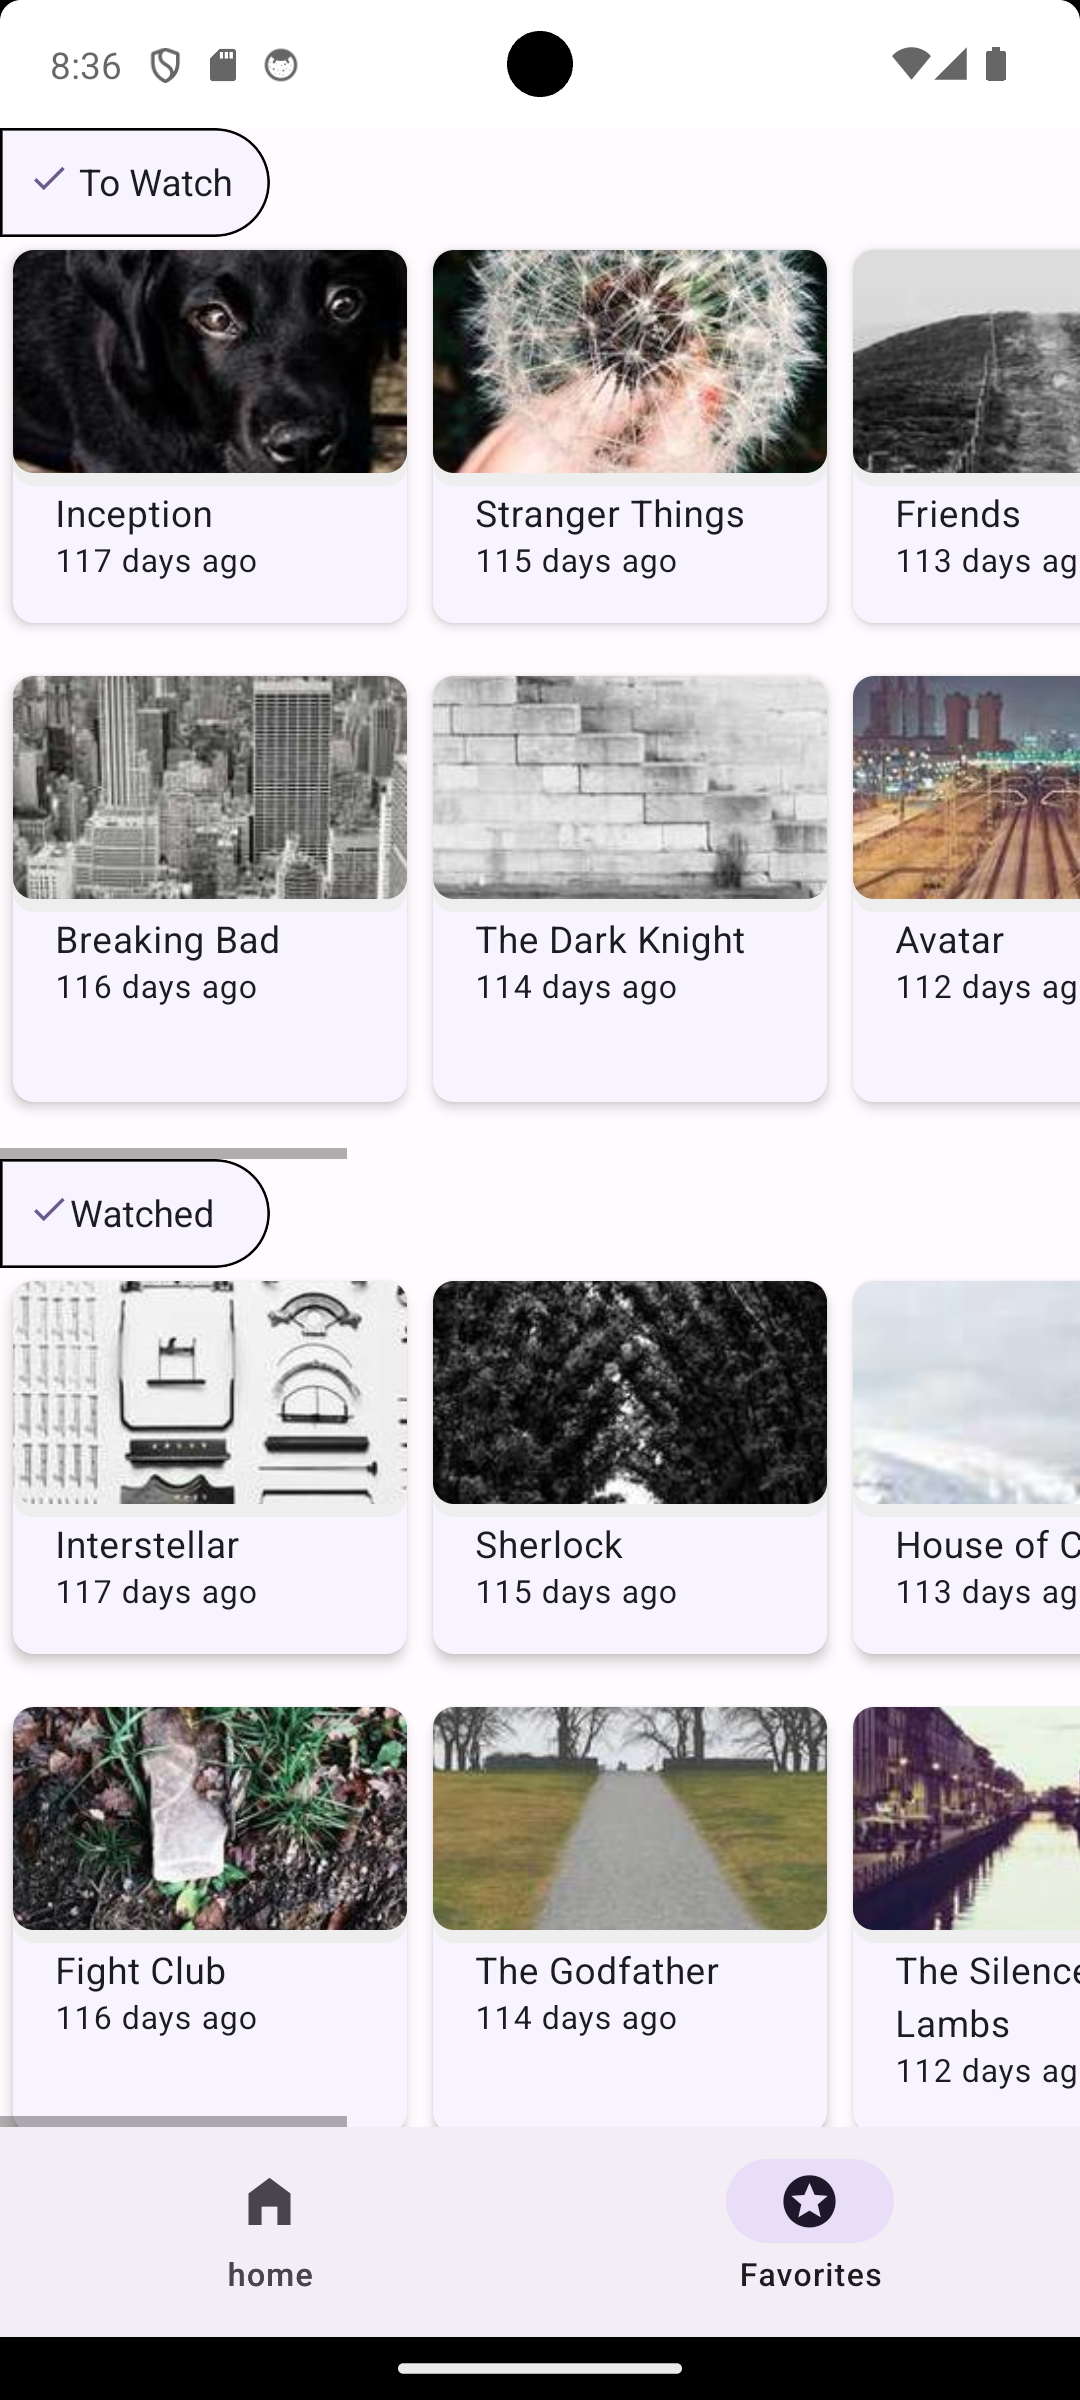 8:36
To Watch
Inception
117 days ago
Stranger Things
115 days ago
Friends
113 days ag
Breaking Bad
116 days ago
The Dark Knight
114 days ago
Avatar
112 days ag
Watched
Interstellar
117 days ago
Sherlock
115 days ago
House of C
113 days ag
Fight Club
116 days ago
The Godfather
114 days ago
The Silence
Lambs
112 days ag
home
Favorites